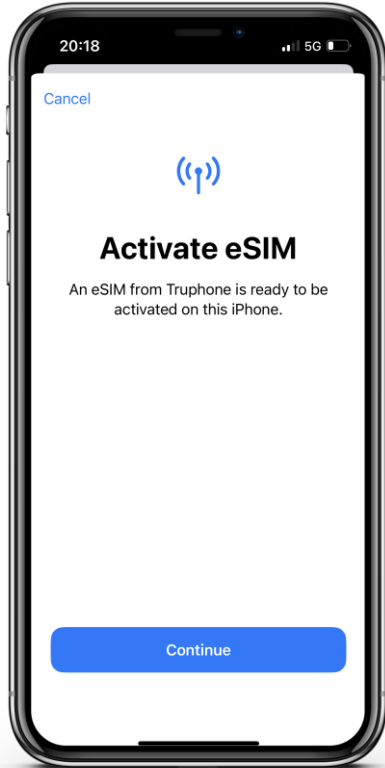 20:18
5G
Cancel
Activate eSIM
An eSIM from Truphone is ready to be
activated on this iPhone.
Continue